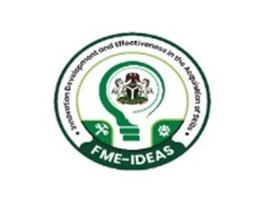 Innovation Development and Effectiveness in the Acquisition of Skills
FME-IDEAS